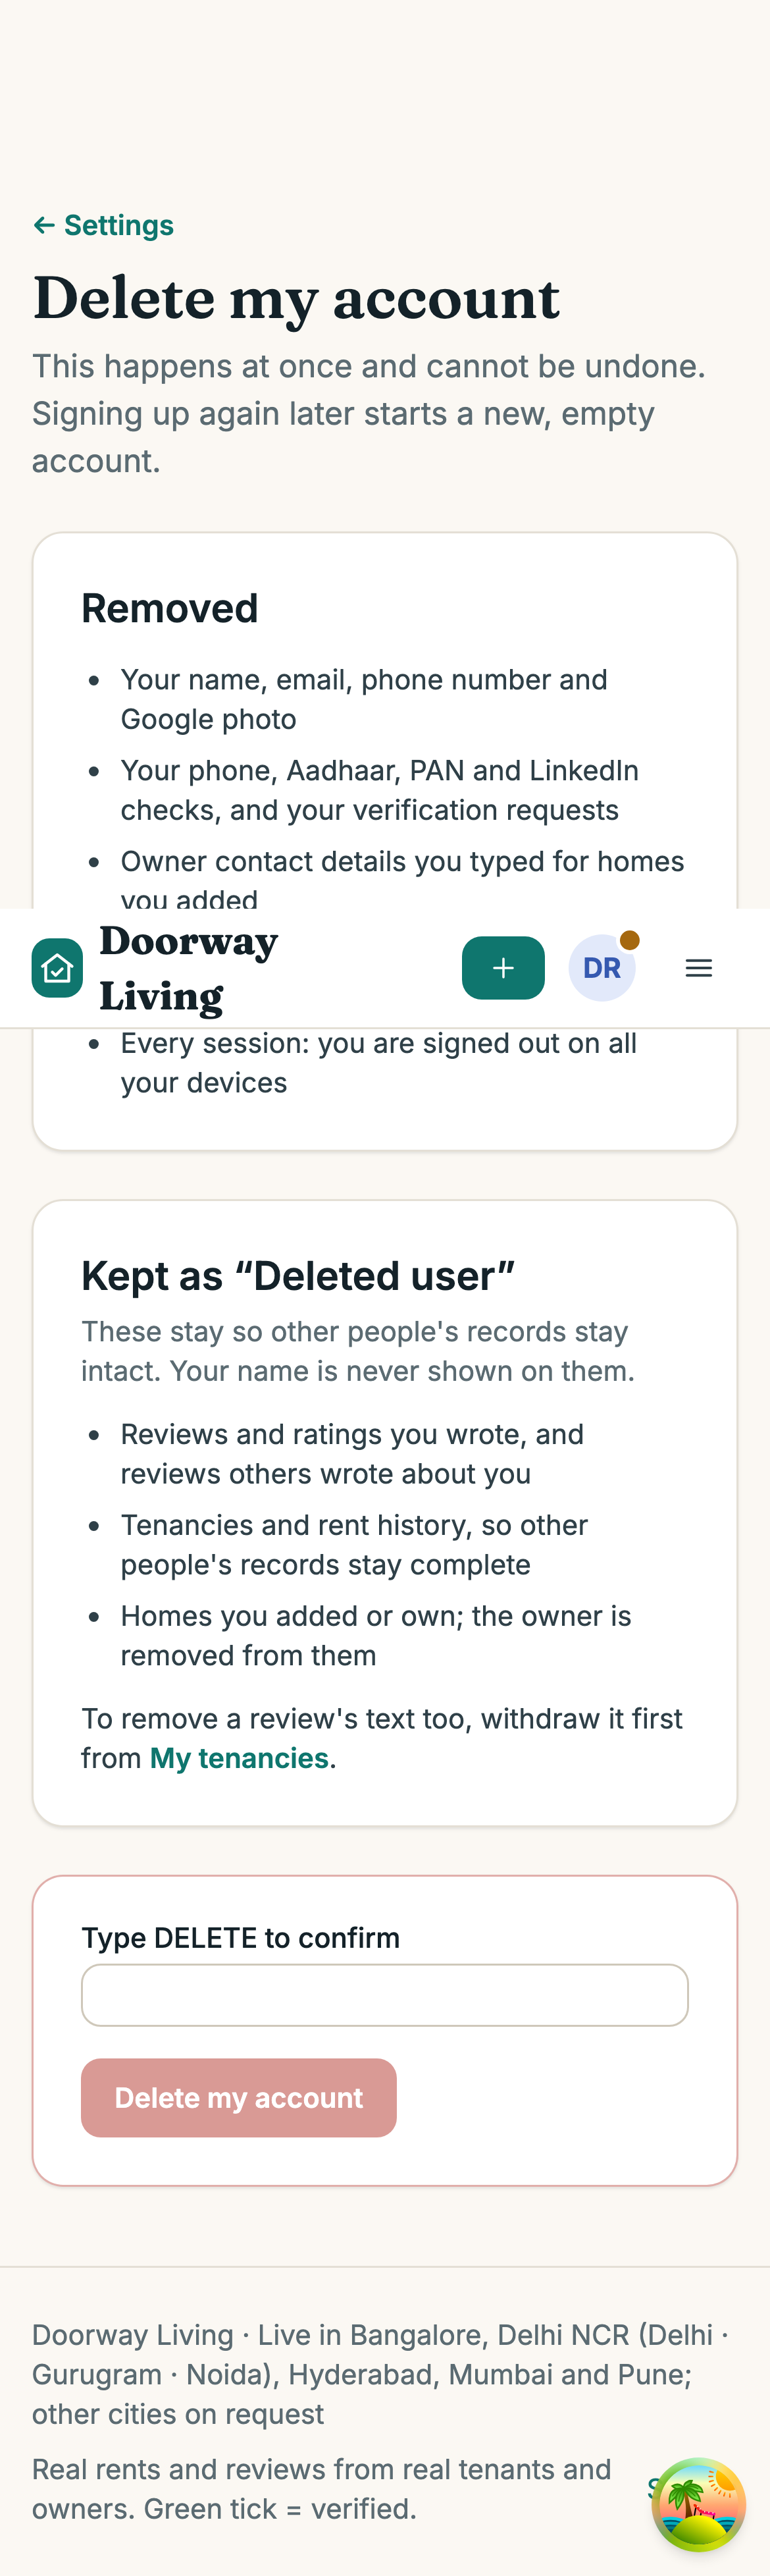 ← Settings
Delete my account
This happens at once and cannot be undone.
Signing up again later starts a new, empty
account.
Removed
• Your name, email, phone number and
Google photo
• Your phone, Aadhaar, PAN and LinkedIn
checks, and your verification requests
• Owner contact details you typed for homes
you added
Doorway
Living
+
DR
• Every session: you are signed out on all
your devices
Kept as “Deleted user”
These stay so other people's records stay
intact. Your name is never shown on them.
• Reviews and ratings you wrote, and
reviews others wrote about you
• Tenancies and rent history, so other
people's records stay complete
• Homes you added or own; the owner is
removed from them
To remove a review's text too, withdraw it first
from My tenancies.
Type DELETE to confirm
Delete my account
Doorway Living · Live in Bangalore, Delhi NCR (Delhi ·
Gurugram · Noida), Hyderabad, Mumbai and Pune;
other cities on request
Real rents and reviews from real tenants and
owners. Green tick = verified.